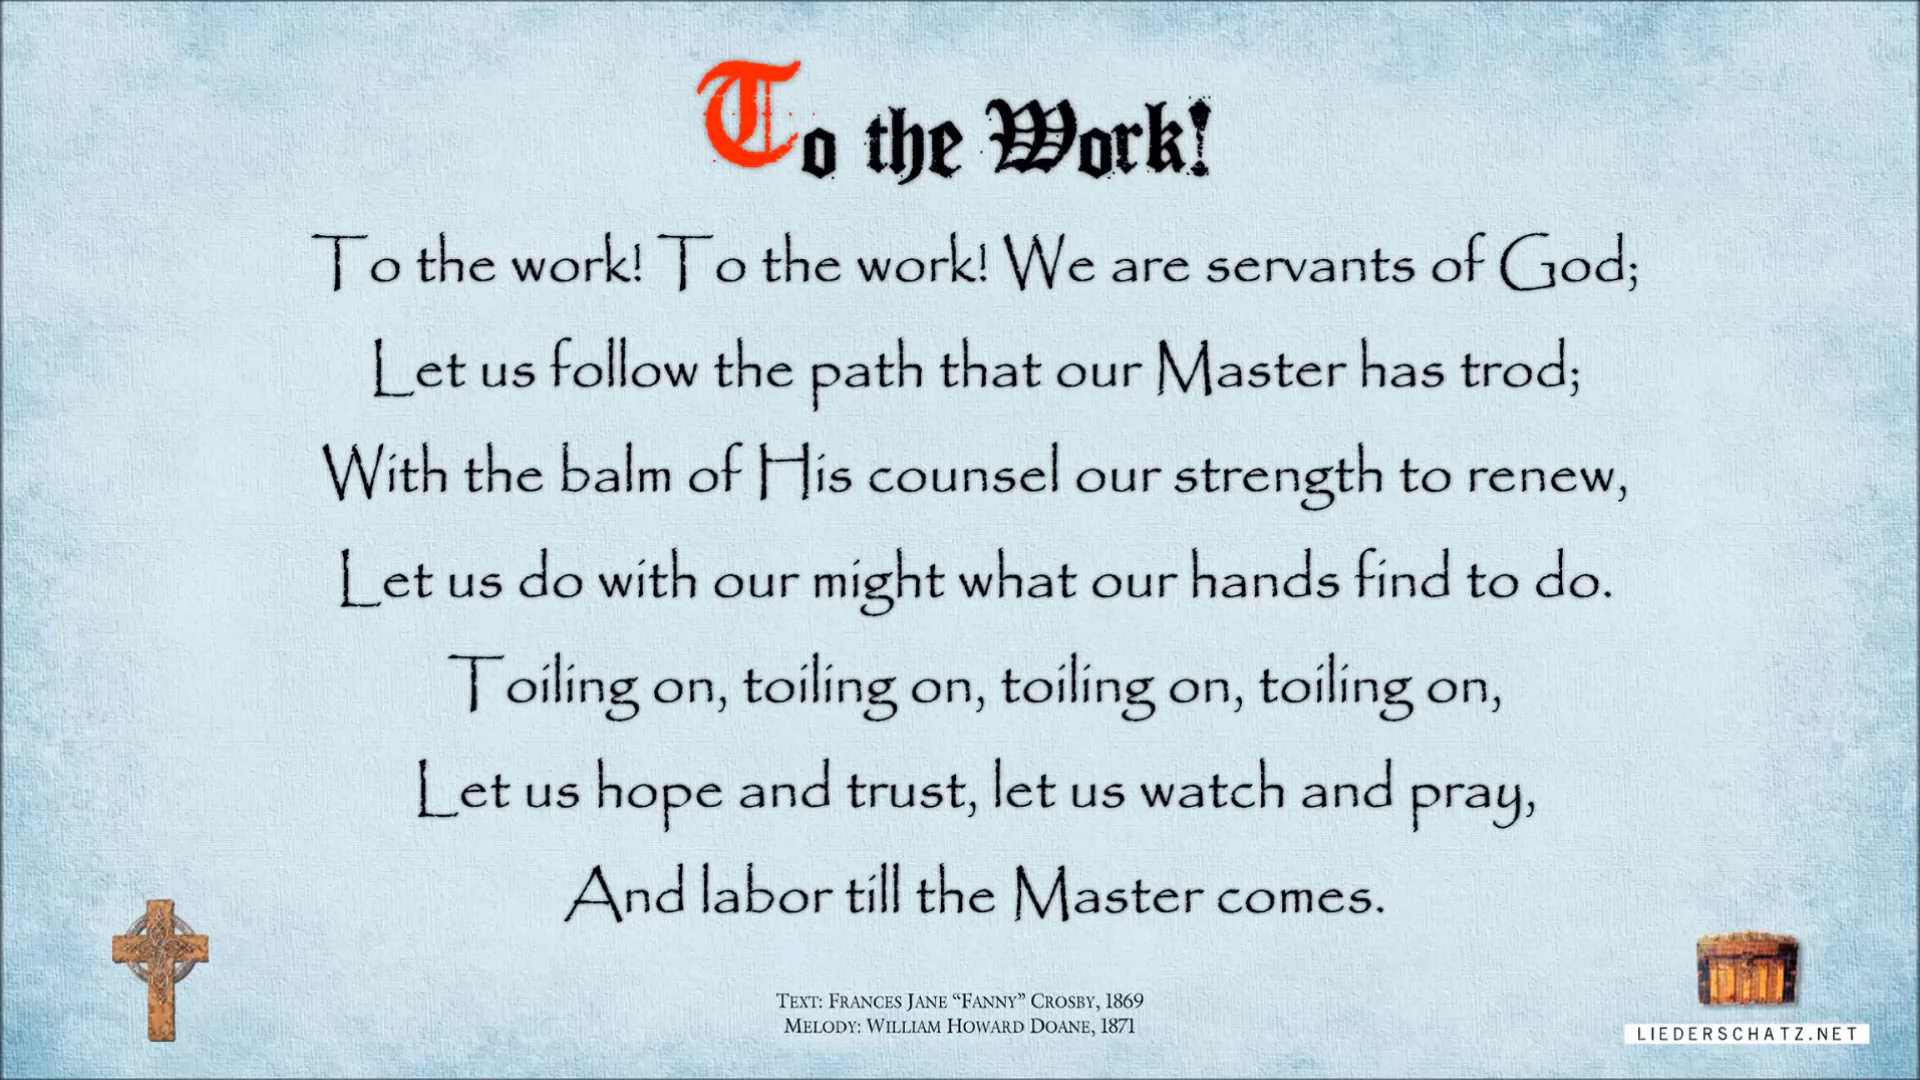 To the Work!
To the work! To the work! We are servants of God;
Let us follow the path that our Master has trod;
With the balm of His counsel our strength to renew,
Let us do with our might what our hands find to do.
Toiling on, toiling on, toiling on, toiling on,
Let us hope and trust, let us watch and pray,
And labor till the Master comes.
TEXT: FRANCES JANE “FANNY” CROSBY, 1869
MELODY: WILLIAM HOWARD DOANE, 1871
LIEDERSCHATZ.NET